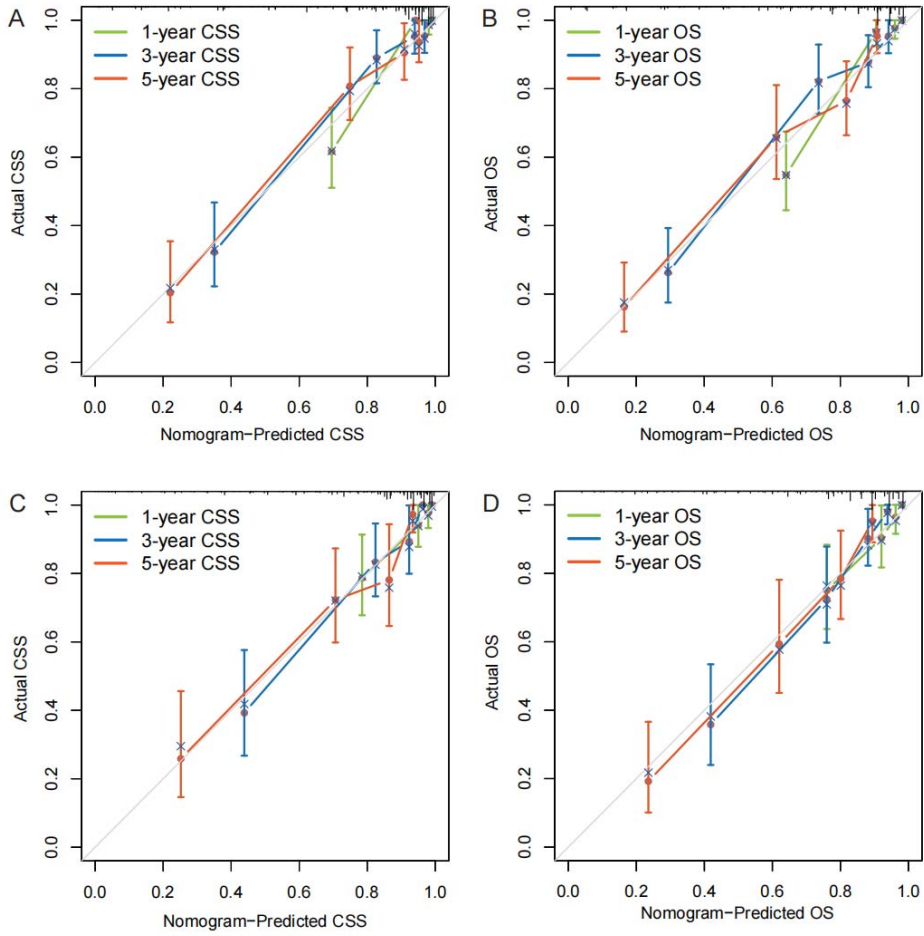 A
1-year CSS
3-year CSS
5-year CSS
Actual CSS
0.0 0.2 0.4 0.6 0.8 1.0
0.0 0.2 0.4 0.6 0.8 1.0
Nomogram−Predicted CSS
B
1-year OS
3-year OS
5-year OS
Actual OS
0.0 0.2 0.4 0.6 0.8 1.0
0.0 0.2 0.4 0.6 0.8 1.0
Nomogram−Predicted OS
C
1-year CSS
3-year CSS
5-year CSS
Actual CSS
0.0 0.2 0.4 0.6 0.8 1.0
0.0 0.2 0.4 0.6 0.8 1.0
Nomogram−Predicted CSS
D
1-year OS
3-year OS
5-year OS
Actual OS
0.0 0.2 0.4 0.6 0.8 1.0
0.0 0.2 0.4 0.6 0.8 1.0
Nomogram−Predicted OS